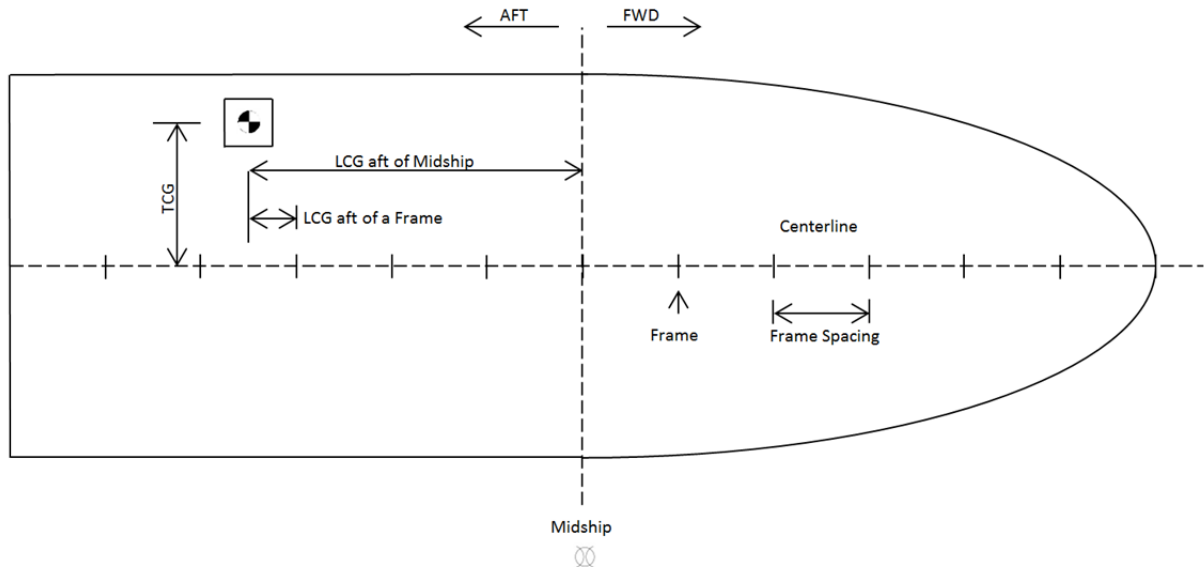 AFT
FWD
LCG aft of Midship
TCG
LCG aft of a Frame
Centerline
Frame
Frame Spacing
Midship